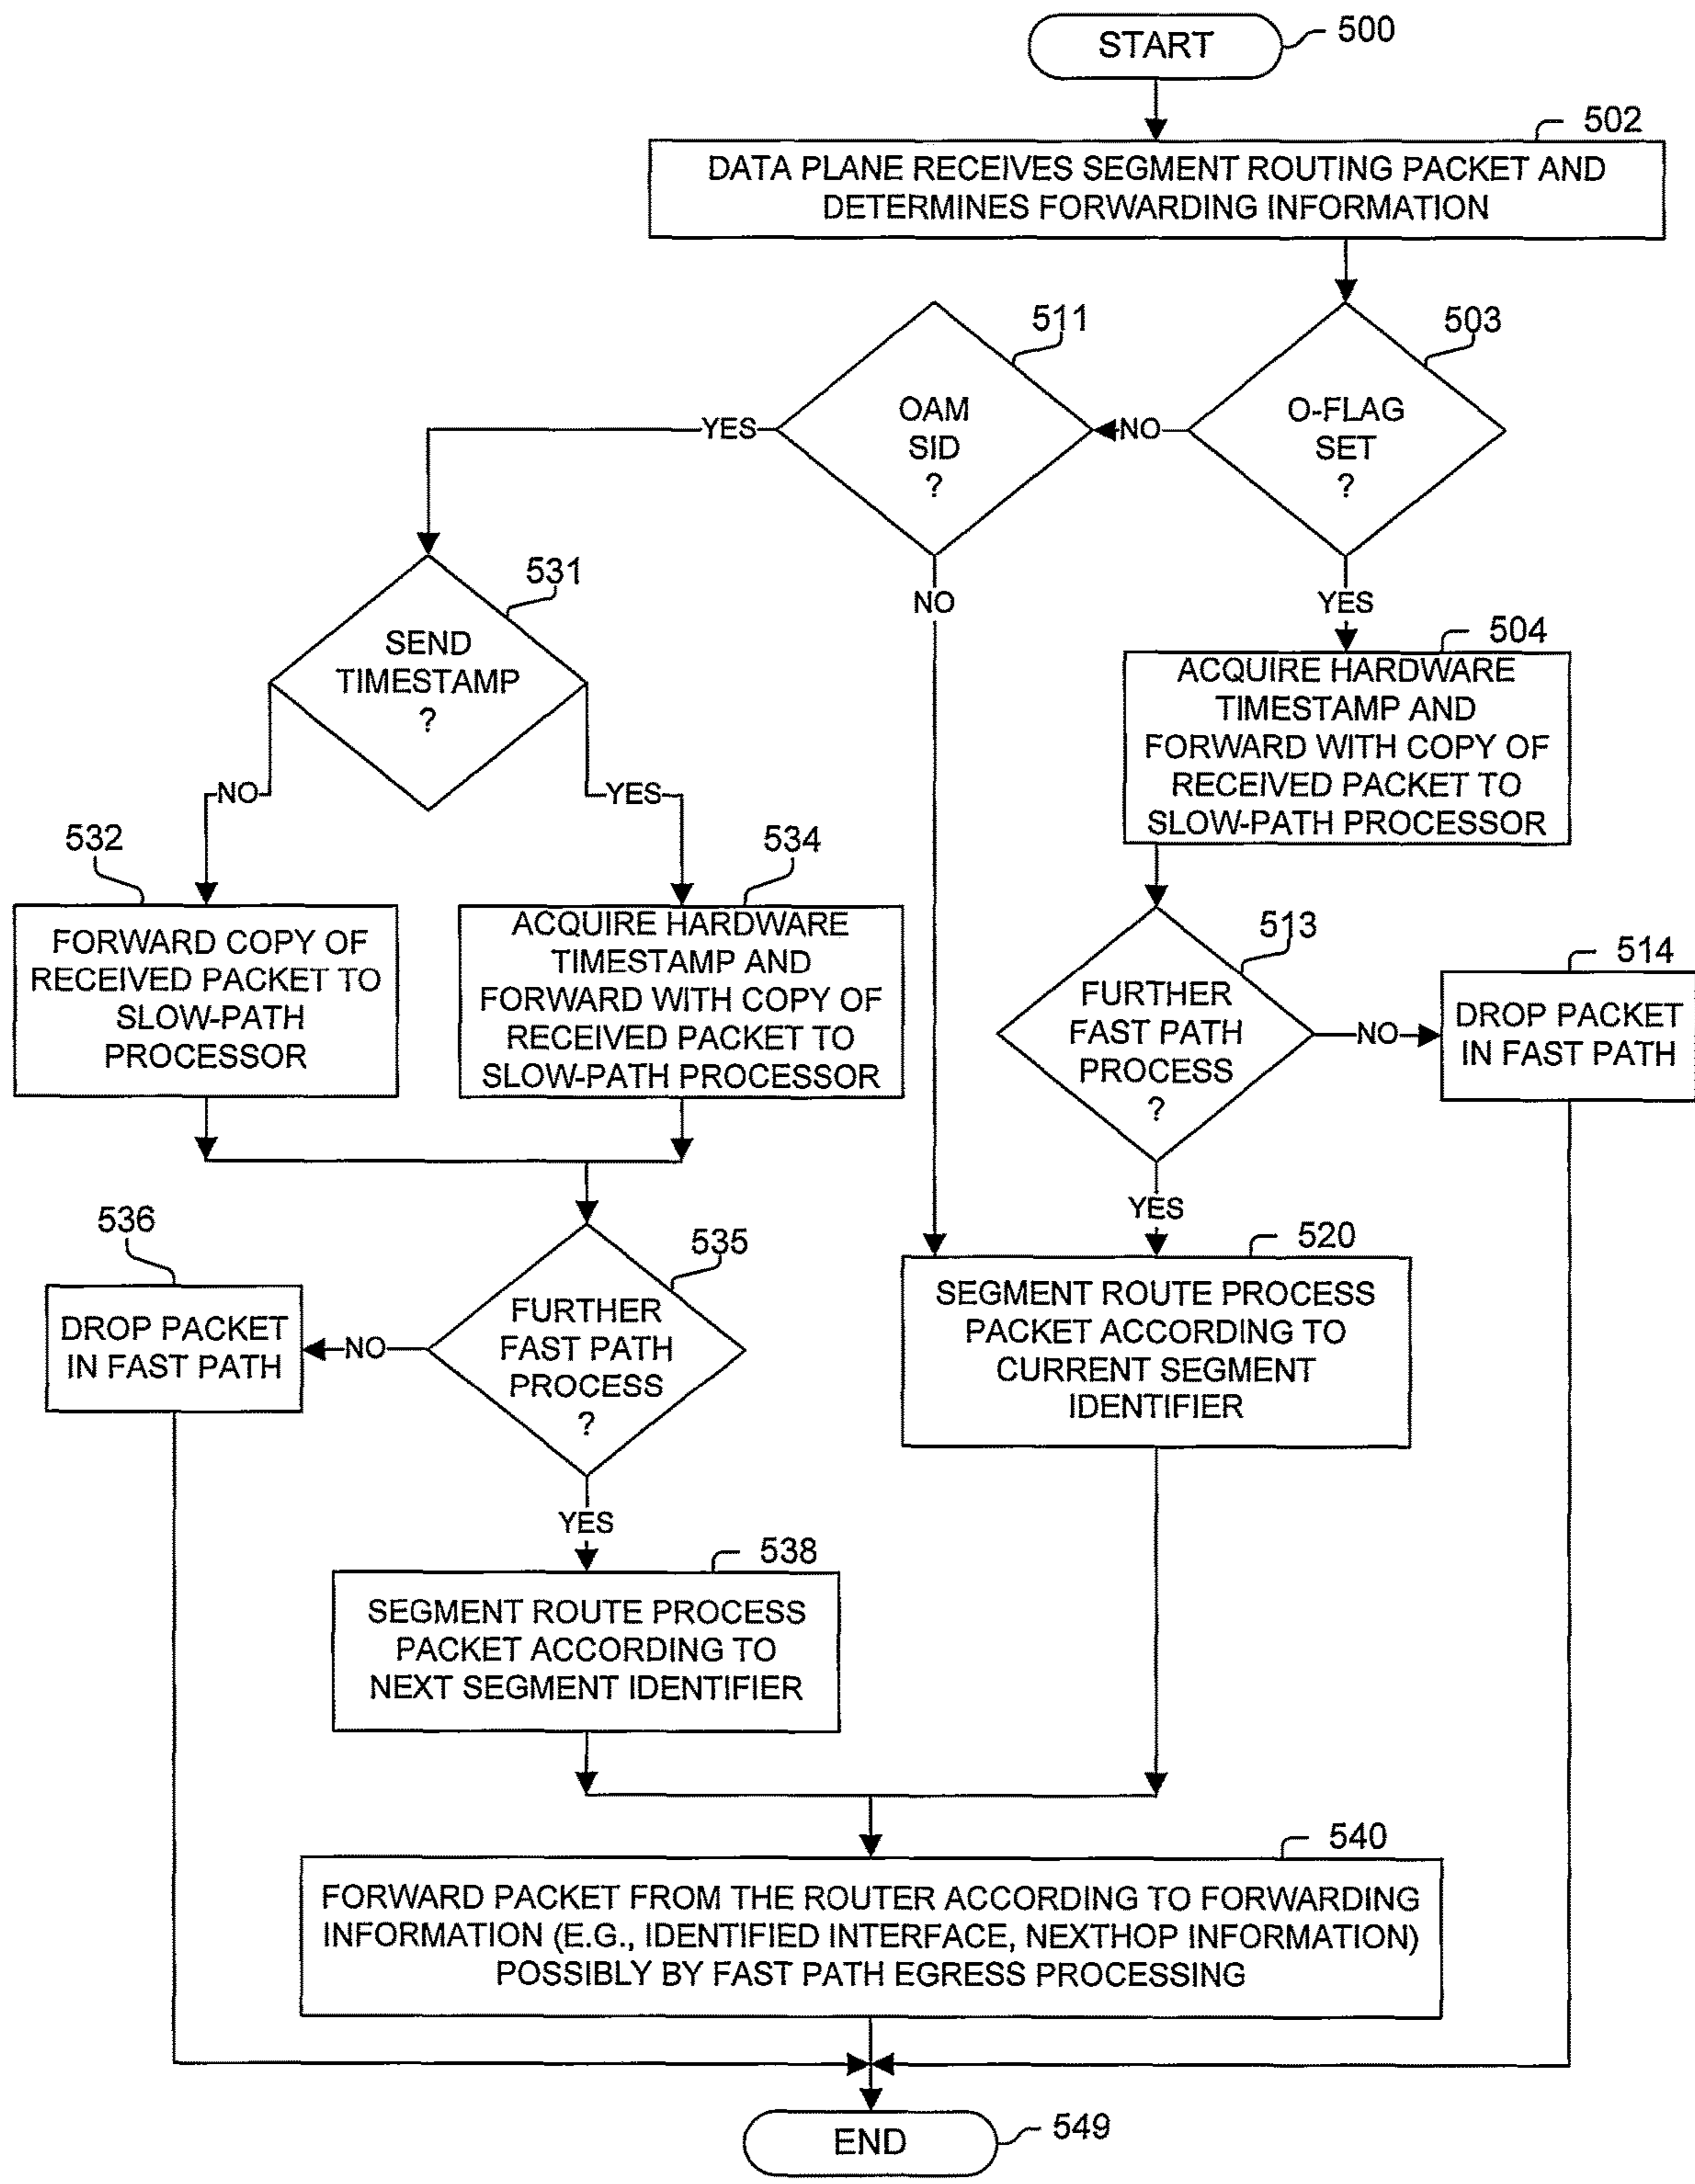 START
500
502
DATA PLANE RECEIVES SEGMENT ROUTING PACKET AND
DETERMINES FORWARDING INFORMATION
503
O-FLAG
SET
?
NO
YES
511
OAM
SID
?
YES
NO
504
ACQUIRE HARDWARE
TIMESTAMP AND
FORWARD WITH COPY OF
RECEIVED PACKET TO
SLOW-PATH PROCESSOR
531
SEND
TIMESTAMP
?
NO
YES
532
FORWARD COPY OF
RECEIVED PACKET TO
SLOW-PATH
PROCESSOR
534
ACQUIRE HARDWARE
TIMESTAMP AND
FORWARD WITH COPY OF
RECEIVED PACKET TO
SLOW-PATH PROCESSOR
513
FURTHER
FAST PATH
PROCESS
?
NO
YES
514
DROP PACKET
IN FAST PATH
520
SEGMENT ROUTE PROCESS
PACKET ACCORDING TO
CURRENT SEGMENT
IDENTIFIER
535
FURTHER
FAST PATH
PROCESS
?
NO
YES
536
DROP PACKET
IN FAST PATH
538
SEGMENT ROUTE PROCESS
PACKET ACCORDING TO
NEXT SEGMENT IDENTIFIER
540
FORWARD PACKET FROM THE ROUTER ACCORDING TO FORWARDING
INFORMATION (E.G., IDENTIFIED INTERFACE, NEXTHOP INFORMATION)
POSSIBLY BY FAST PATH EGRESS PROCESSING
END
549